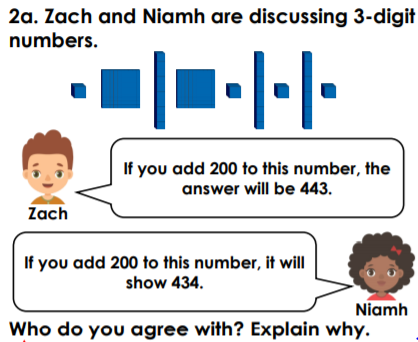 2a. Zach and Niamh are discussing 3-digit
numbers.
If you add 200 to this number, the
answer will be 443.
Zach
If you add 200 to this number, it will
show 434.
Niamh
Who do you agree with? Explain why.